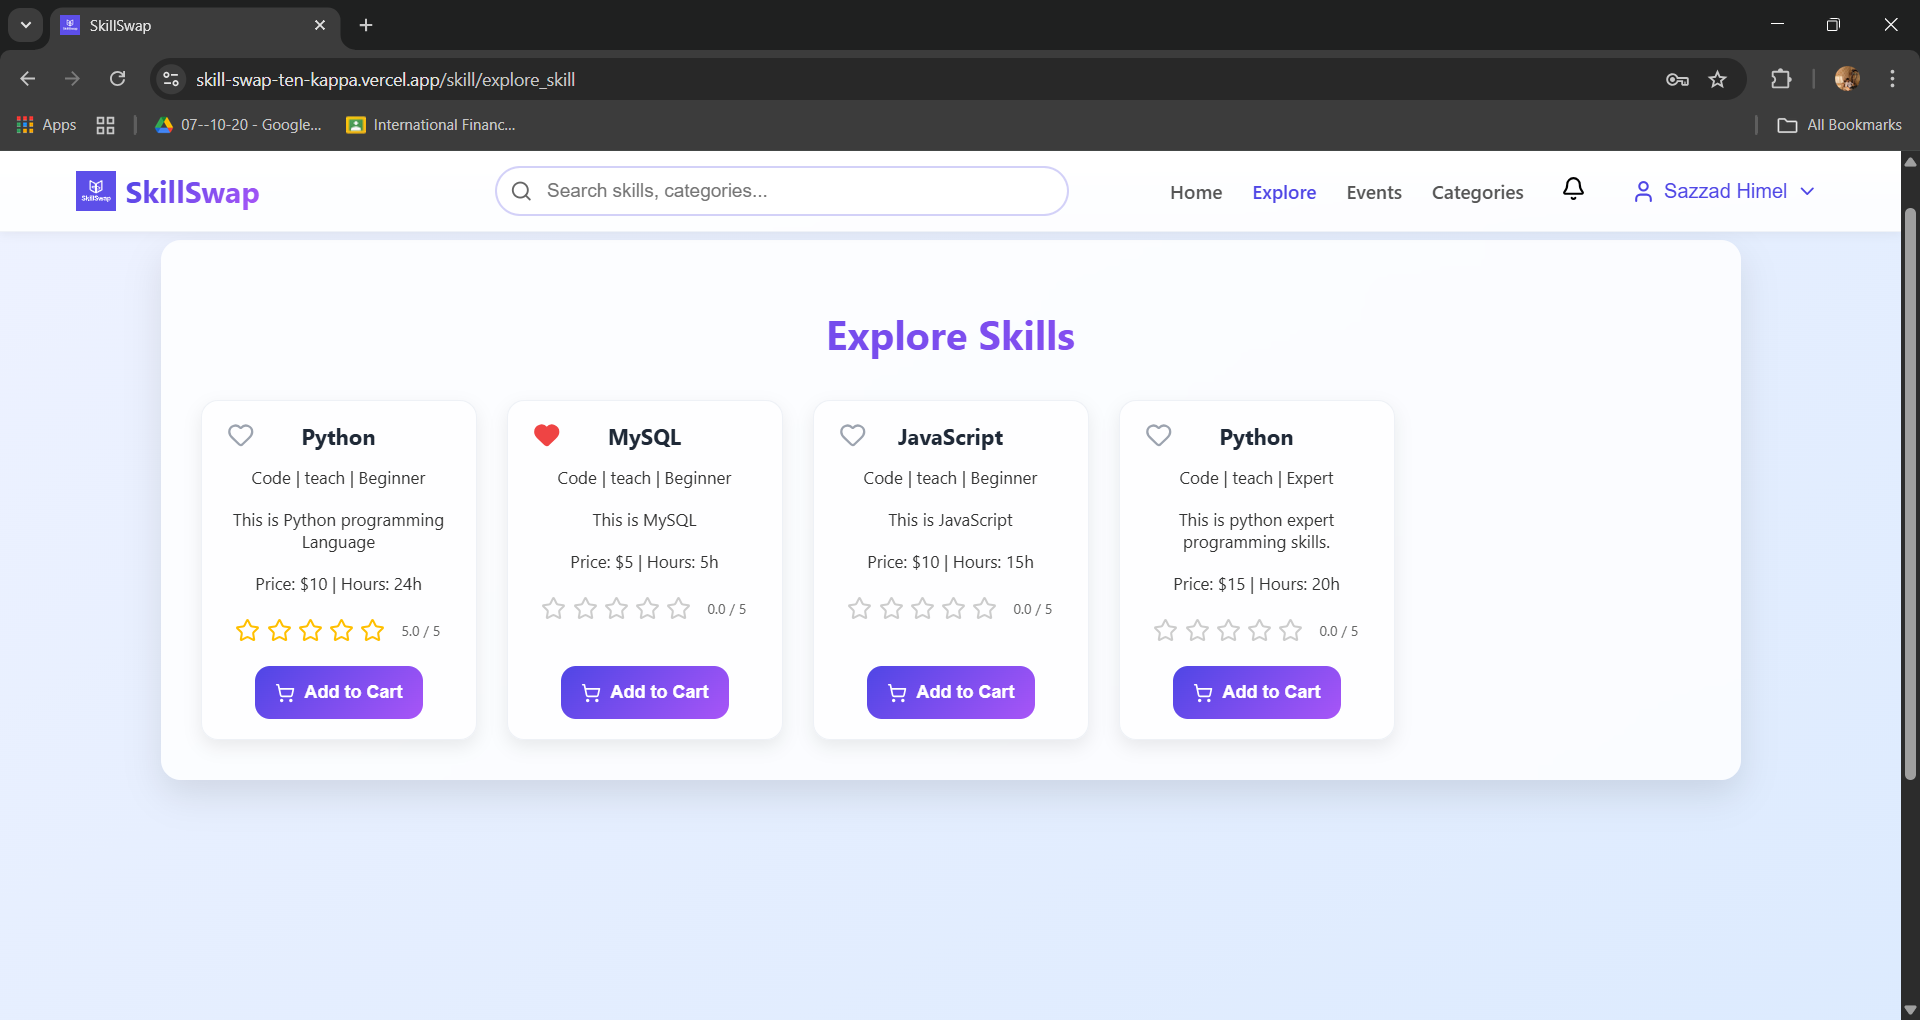 SkillSwap
skill-swap-ten-kappa.vercel.app/skill/explore_skill
Apps
07--10-20 - Google...
International Financ...
All Bookmarks
SkillSwap
SkillSwap
Search skills, categories...
Home
Explore
Events
Categories
Sazzad Himel
Explore Skills
Python
Code | teach | Beginner
This is Python programming
Language
Price: $10 | Hours: 24h
5.0 / 5
Add to Cart
MySQL
Code | teach | Beginner
This is MySQL
Price: $5 | Hours: 5h
0.0 / 5
Add to Cart
JavaScript
Code | teach | Beginner
This is JavaScript
Price: $10 | Hours: 15h
0.0 / 5
Add to Cart
Python
Code | teach | Expert
This is python expert
programming skills.
Price: $15 | Hours: 20h
0.0 / 5
Add to Cart